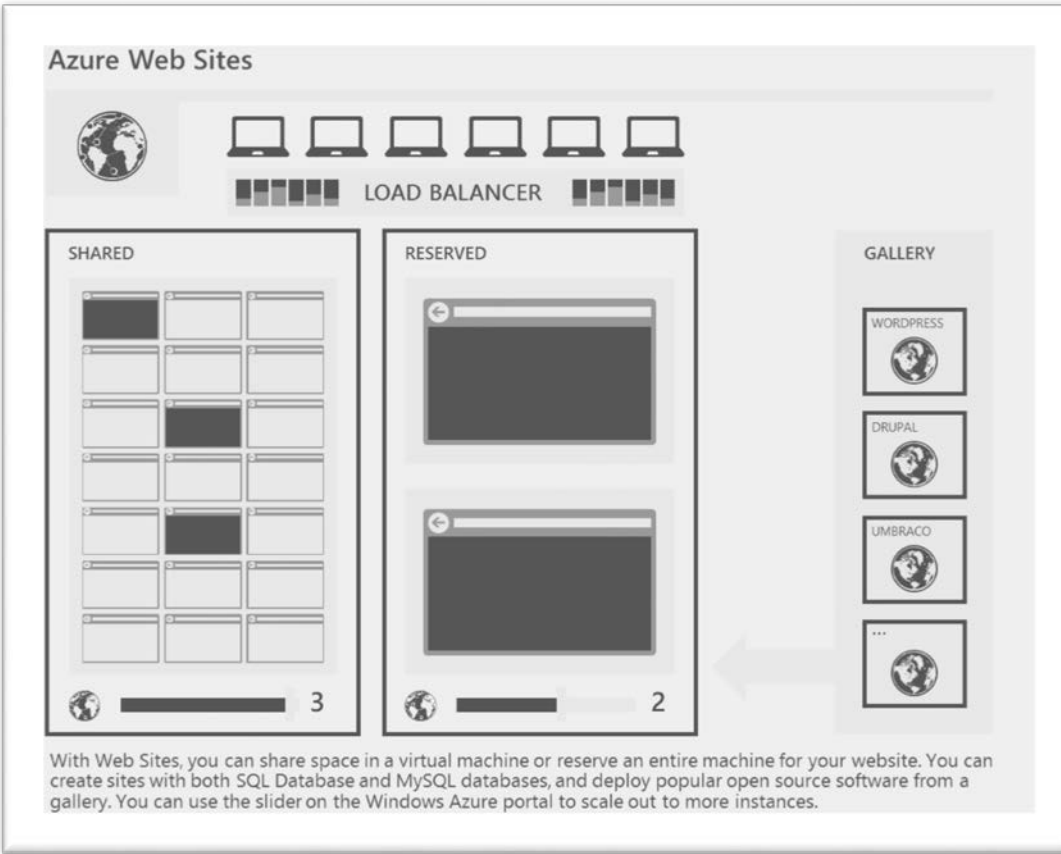 Azure Web Sites
LOAD BALANCER
SHARED
RESERVED
GALLERY
WORDPRESS
DRUPAL
UMBRACO
...
3
2
With Web Sites, you can share space in a virtual machine or reserve an entire machine for your website. You can
create sites with both SQL Database and MySQL databases, and deploy popular open source software from a
gallery. You can use the slider on the Windows Azure portal to scale out to more instances.